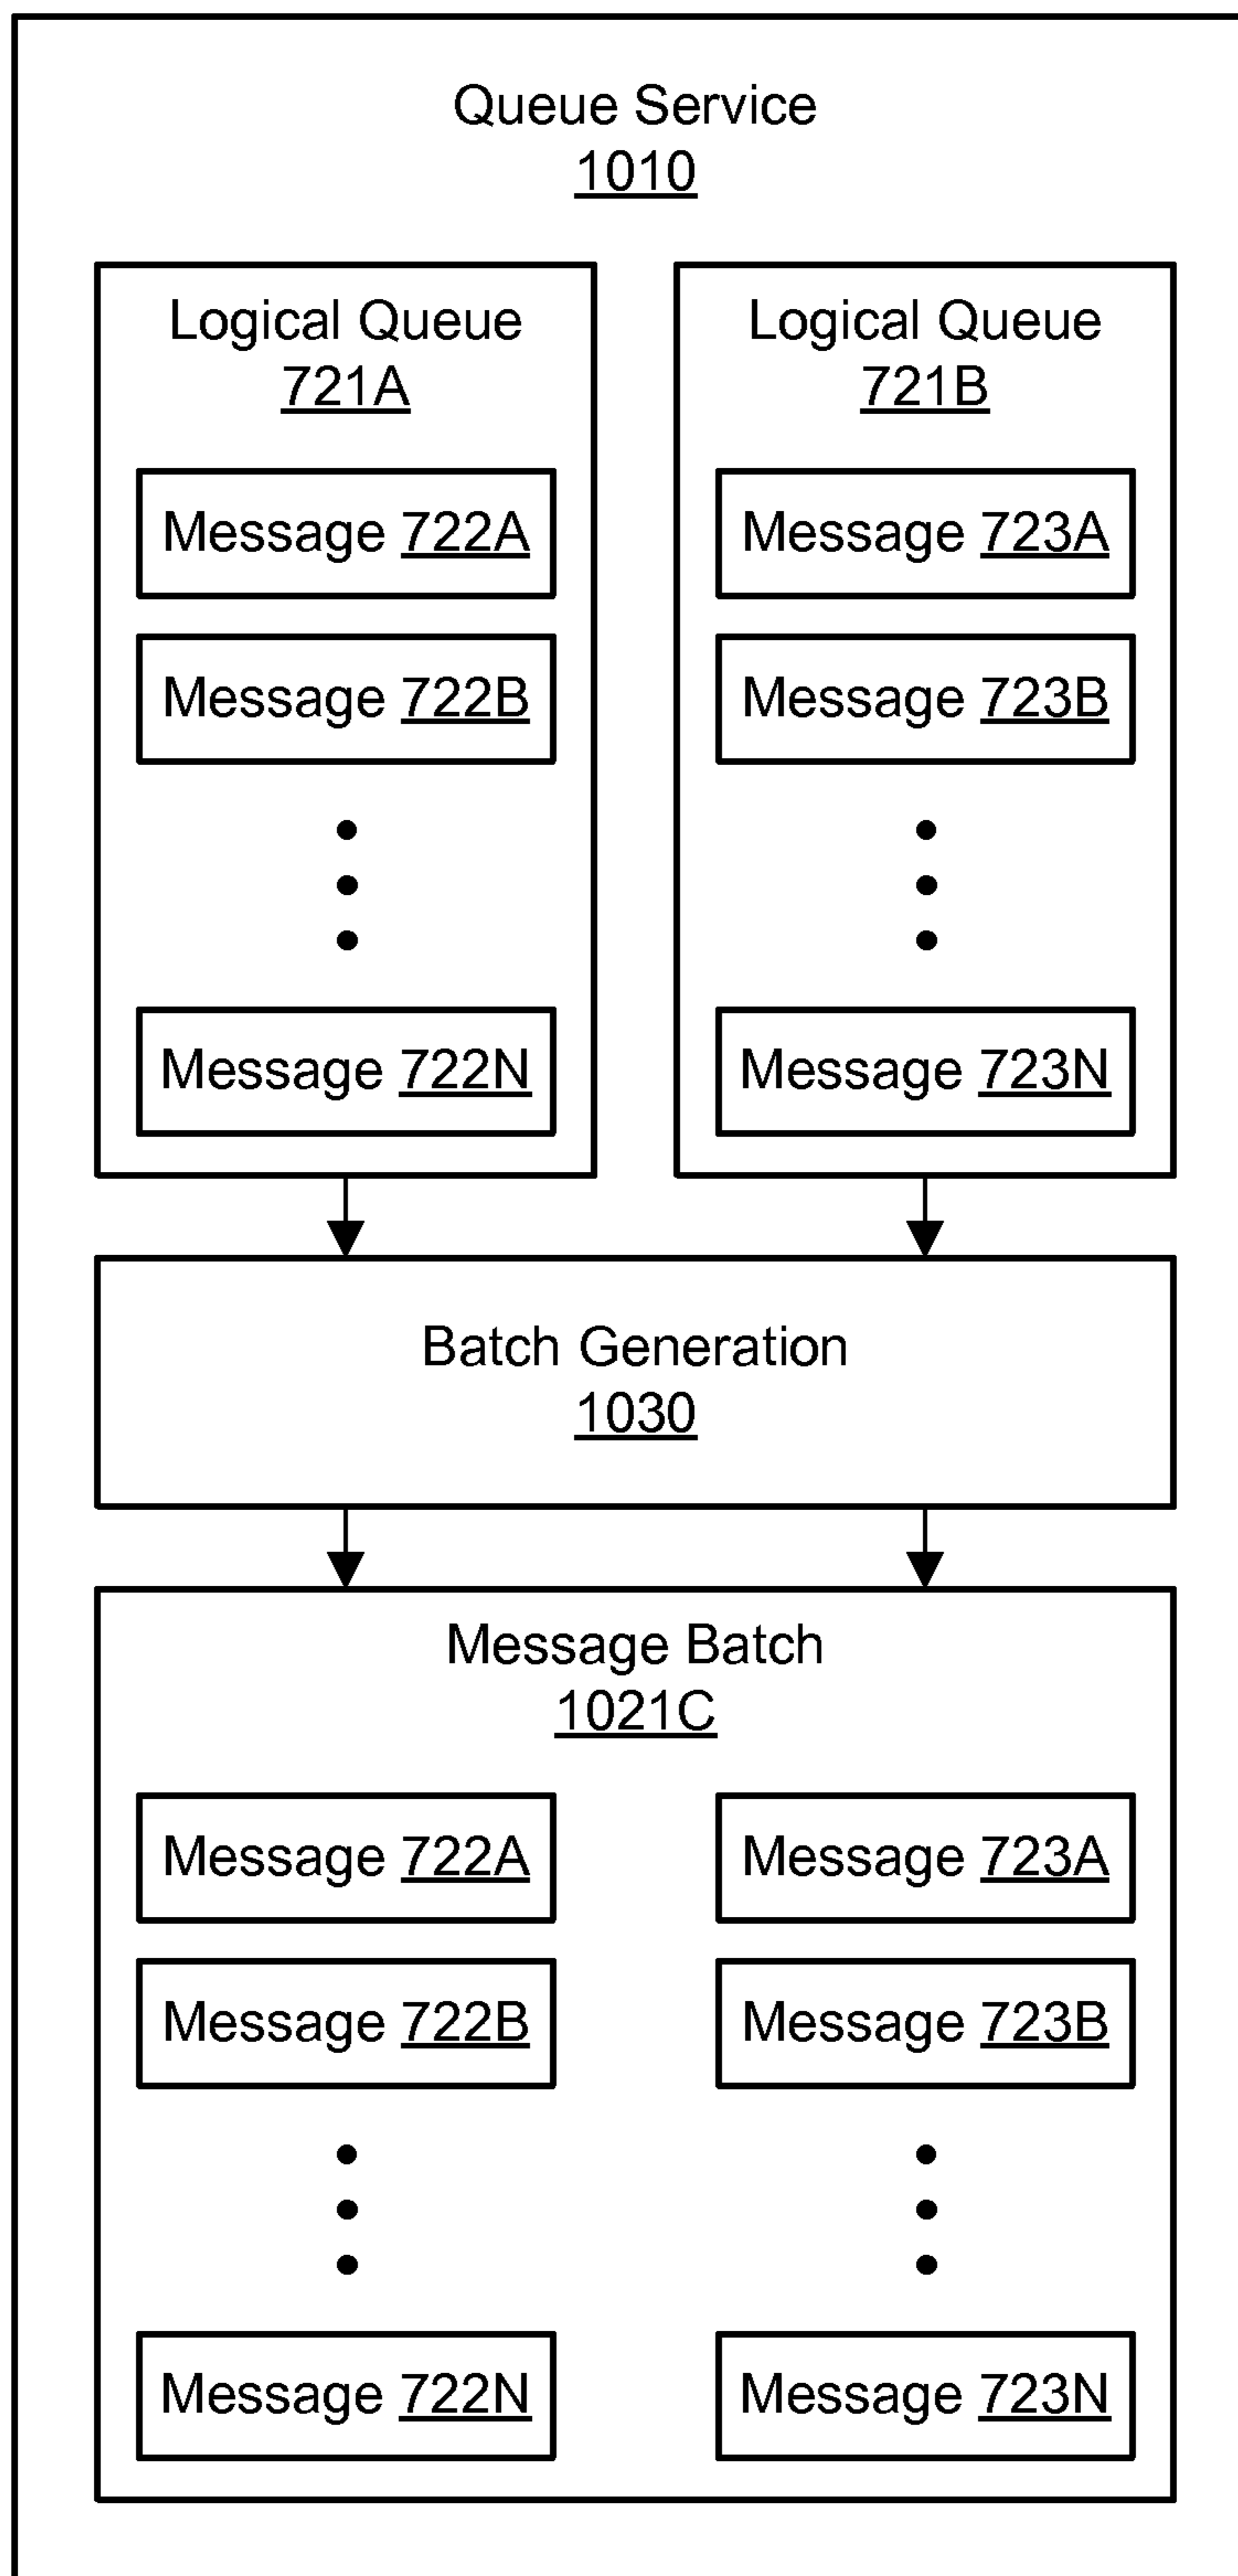 Queue Service
1010
Logical Queue
721A
Message 722A
Message 722B
Message 722N
Logical Queue
721B
Message 723A
Message 723B
Message 723N
Batch Generation
1030
Message Batch
1021C
Message 722A
Message 722B
Message 722N
Message 723A
Message 723B
Message 723N